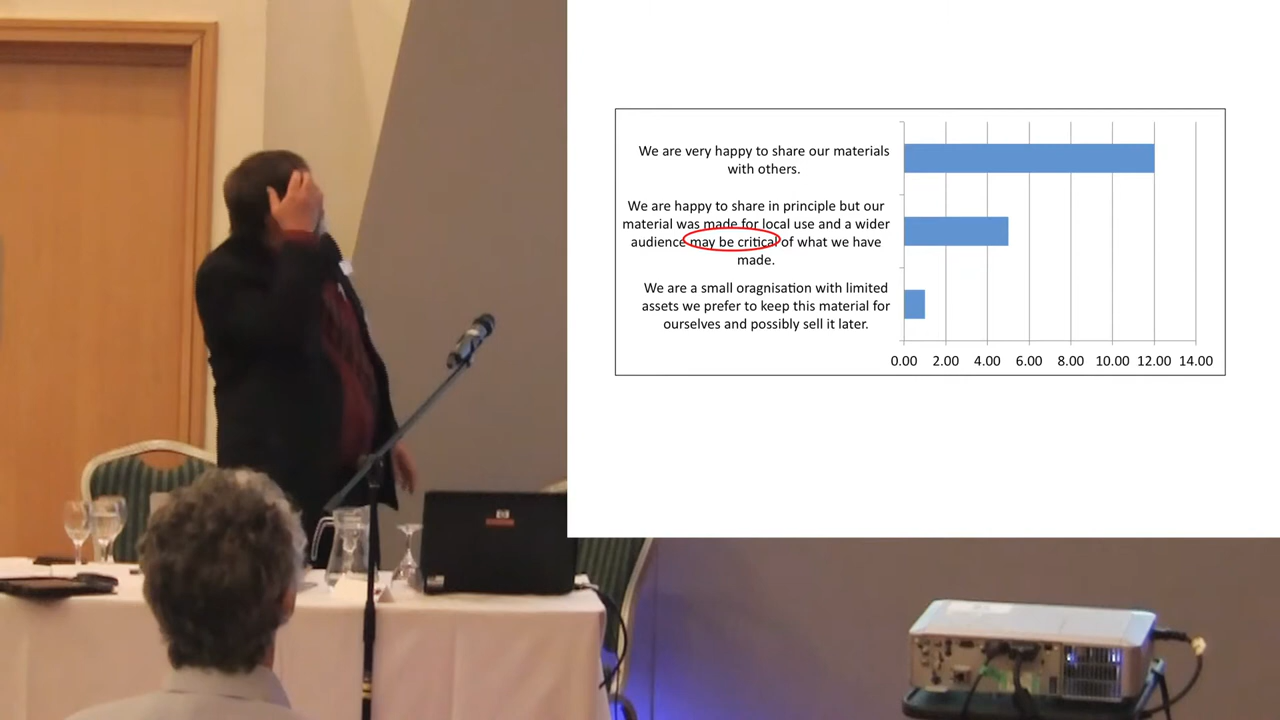 We are very happy to share our materials
with others.
We are happy to share in principle but our
material was made for local use and a wider
audience may be critical of what we have
made.
We are a small oragnisation with limited
assets we prefer to keep this material for
ourselves and possibly sell it later.
0.00 2.00 4.00 6.00 8.00 10.00 12.00 14.00
hp